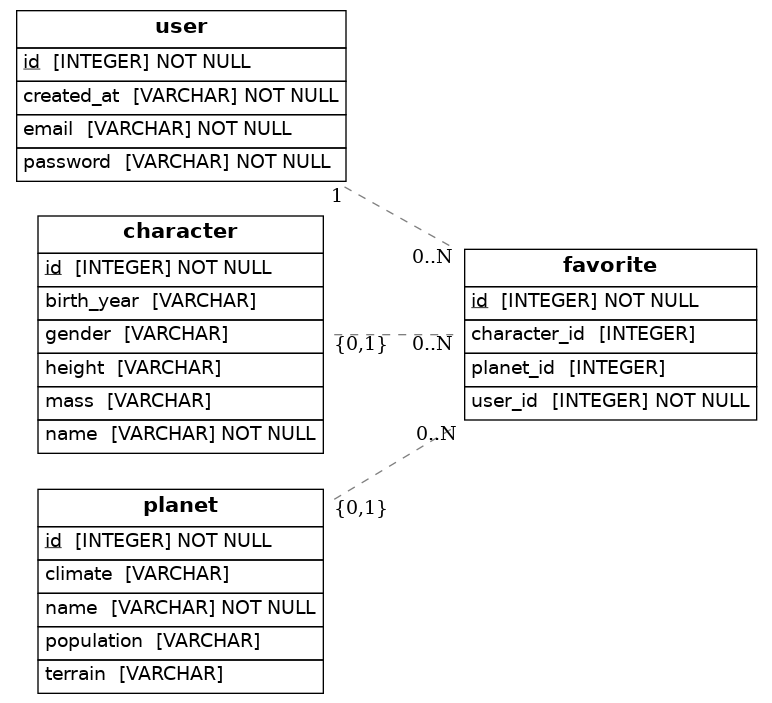 user
id [INTEGER] NOT NULL
created_at [VARCHAR] NOT NULL
email [VARCHAR] NOT NULL
password [VARCHAR] NOT NULL
1
0..N
character
id [INTEGER] NOT NULL
birth_year [VARCHAR]
gender [VARCHAR]
height [VARCHAR]
mass [VARCHAR]
name [VARCHAR] NOT NULL
{0,1}
0..N
favorite
id [INTEGER] NOT NULL
character_id [INTEGER]
planet_id [INTEGER]
user_id [INTEGER] NOT NULL
0..N
{0,1}
planet
id [INTEGER] NOT NULL
climate [VARCHAR]
name [VARCHAR] NOT NULL
population [VARCHAR]
terrain [VARCHAR]